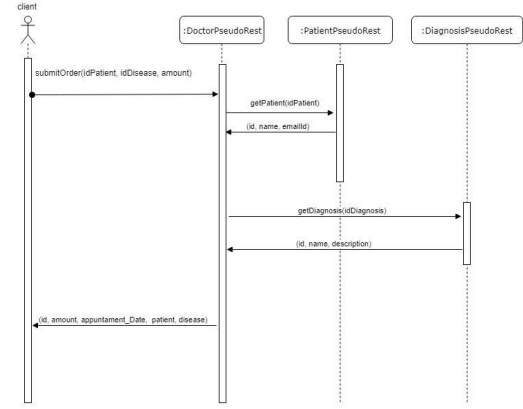 client
:DoctorPseudoRest
:PatientPseudoRest
:DiagnosisPseudoRest
submitOrder(idPatient, idDisease, amount)
getPatient(idPatient)
(id, name, emailId)
getDiagnosis(idDiagnosis)
(id, name, description)
(id, amount, appuntament_Date, patient, disease)